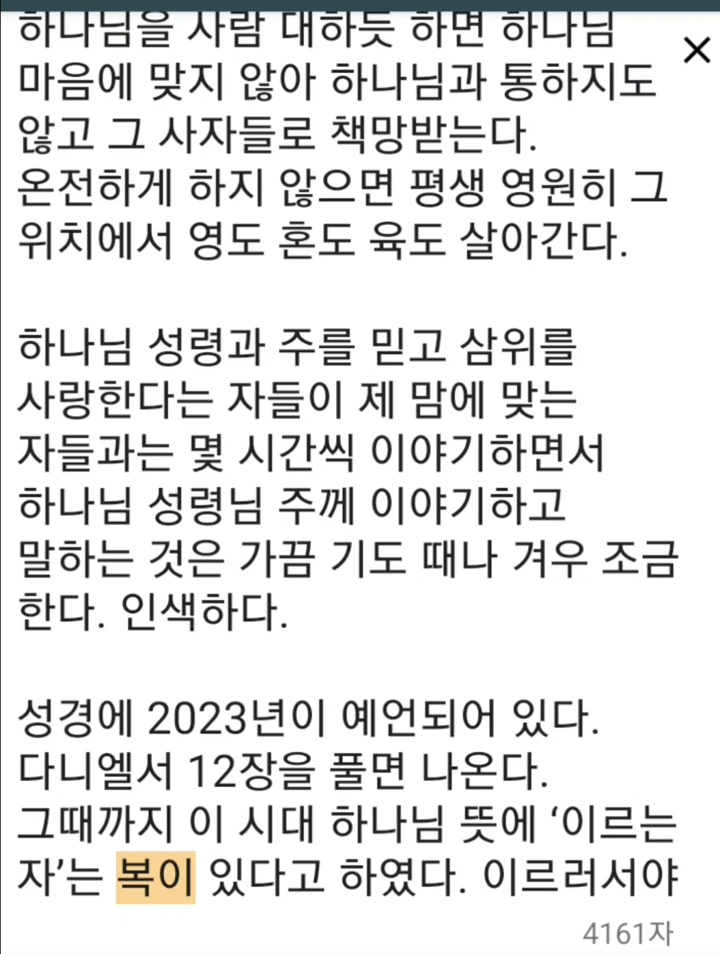 하나님을 사람 대하듯 하면 하나님
마음에 맞지 않아 하나님과 통하지도
않고 그 사자들로 책망받는다.
온전하게 하지 않으면 평생 영원히 그
위치에서 영도 혼도 육도 살아간다.
하나님 성령과 주를 믿고 삼위를
사랑한다는 자들이 제 맘에 맞는
자들과는 몇 시간씩 이야기하면서
하나님 성령님 주께 이야기하고
말하는 것은 가끔 기도 때나 겨우 조금
한다. 인색하다.
성경에 2023년이 예언되어 있다.
다니엘서 12장을 풀면 나온다.
그때까지 이 시대 하나님 뜻에 ‘이르는
자’는 복이 있다고 하였다. 이르러서야
4161자